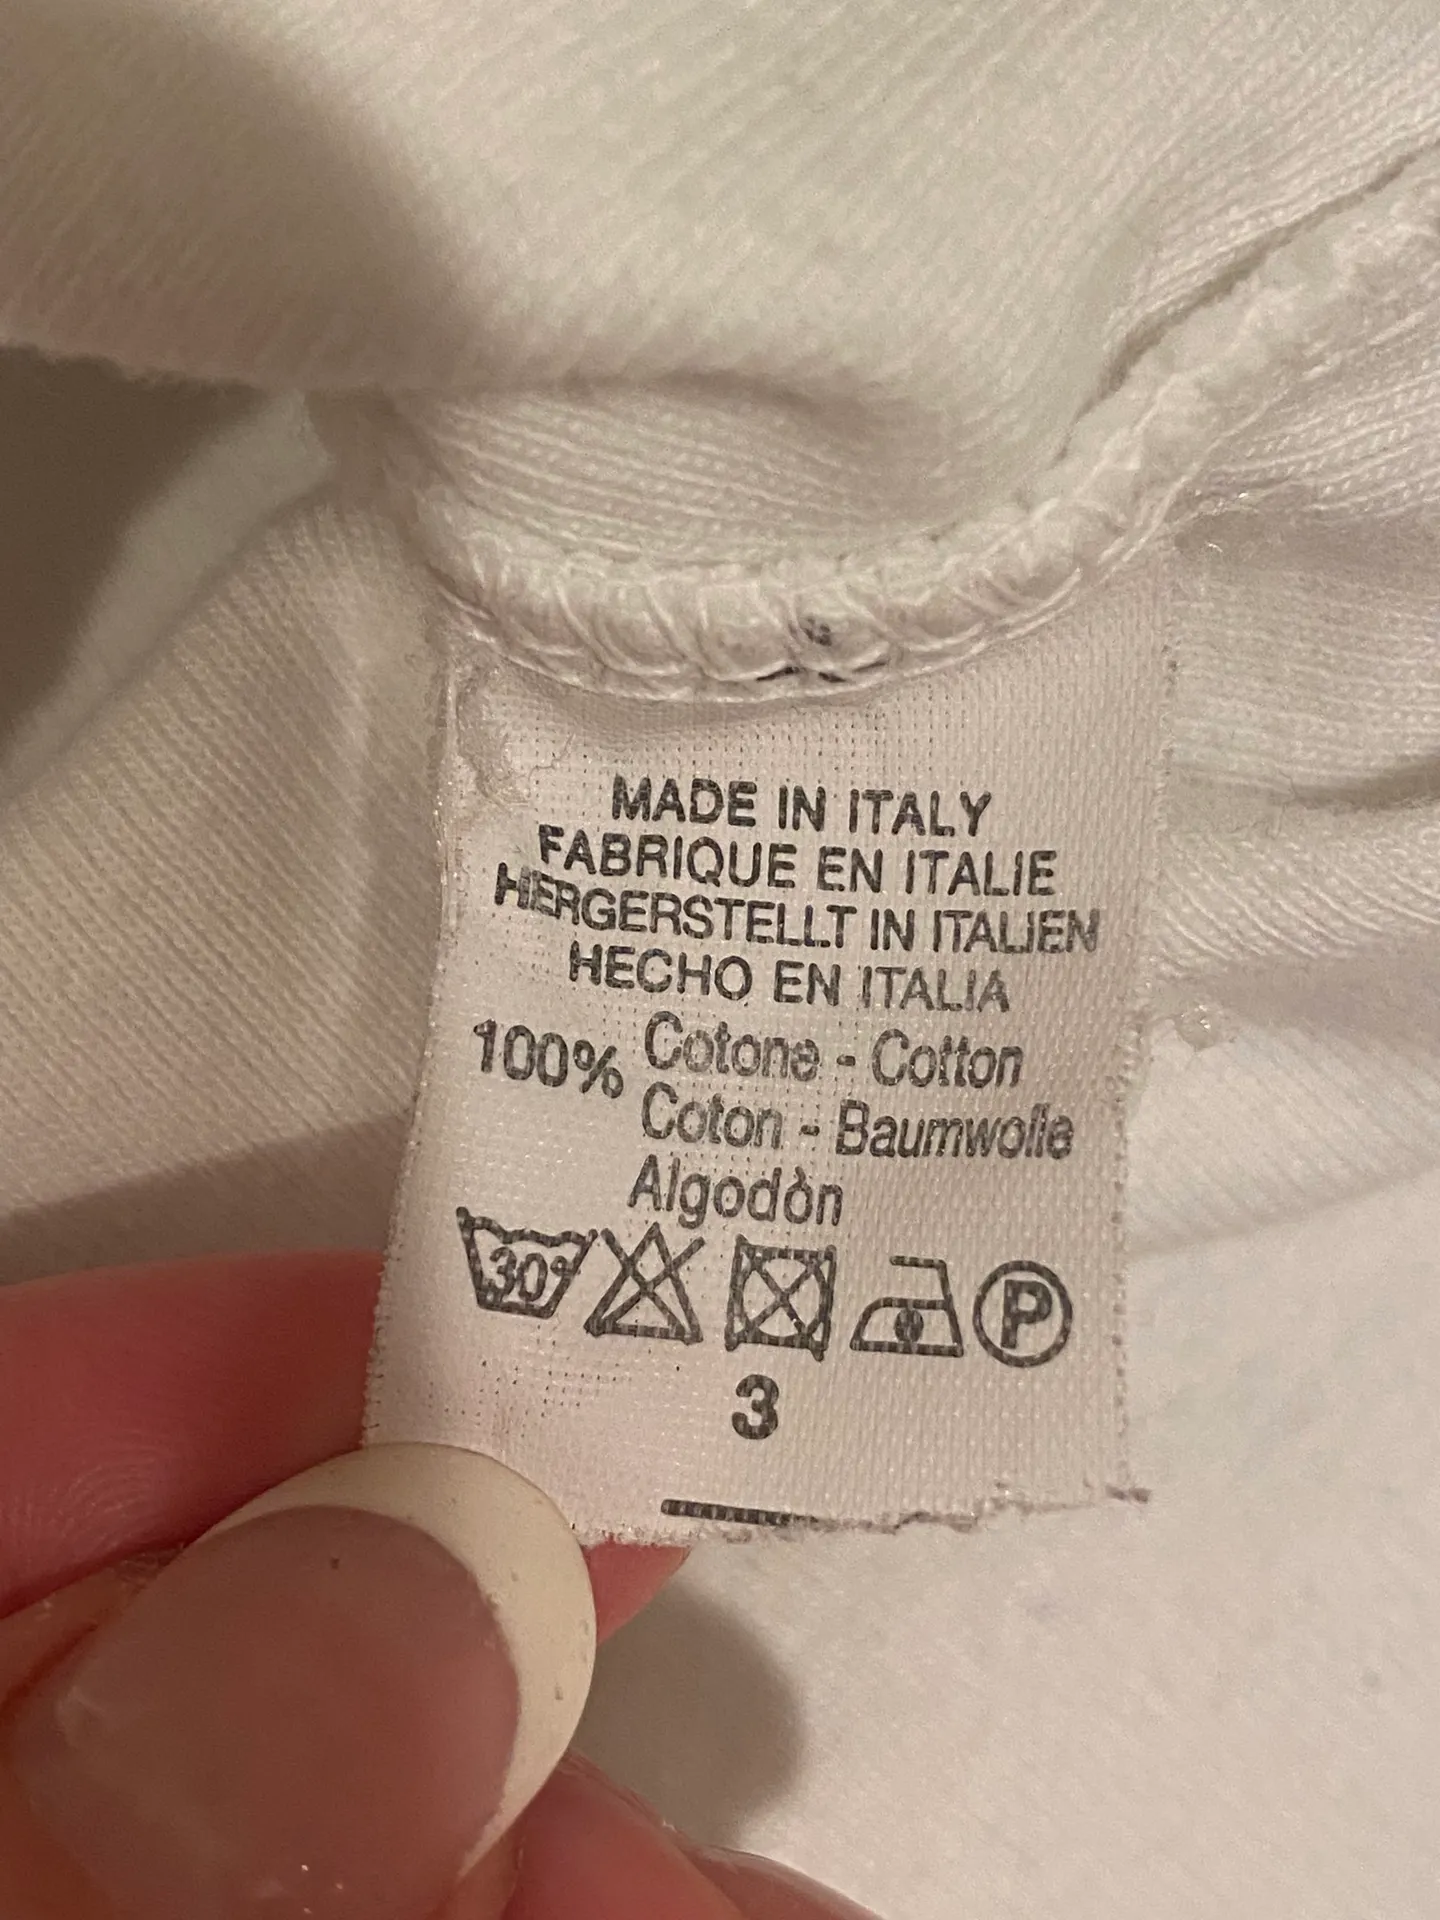 MADE IN ITALY
FABRIQUE EN ITALIE
HERGERSTELLT IN ITALIEN
HECHO EN ITALIA
100% Cotone - Cotton
Coton - Baumwolle
Algodòn
30°
P
3